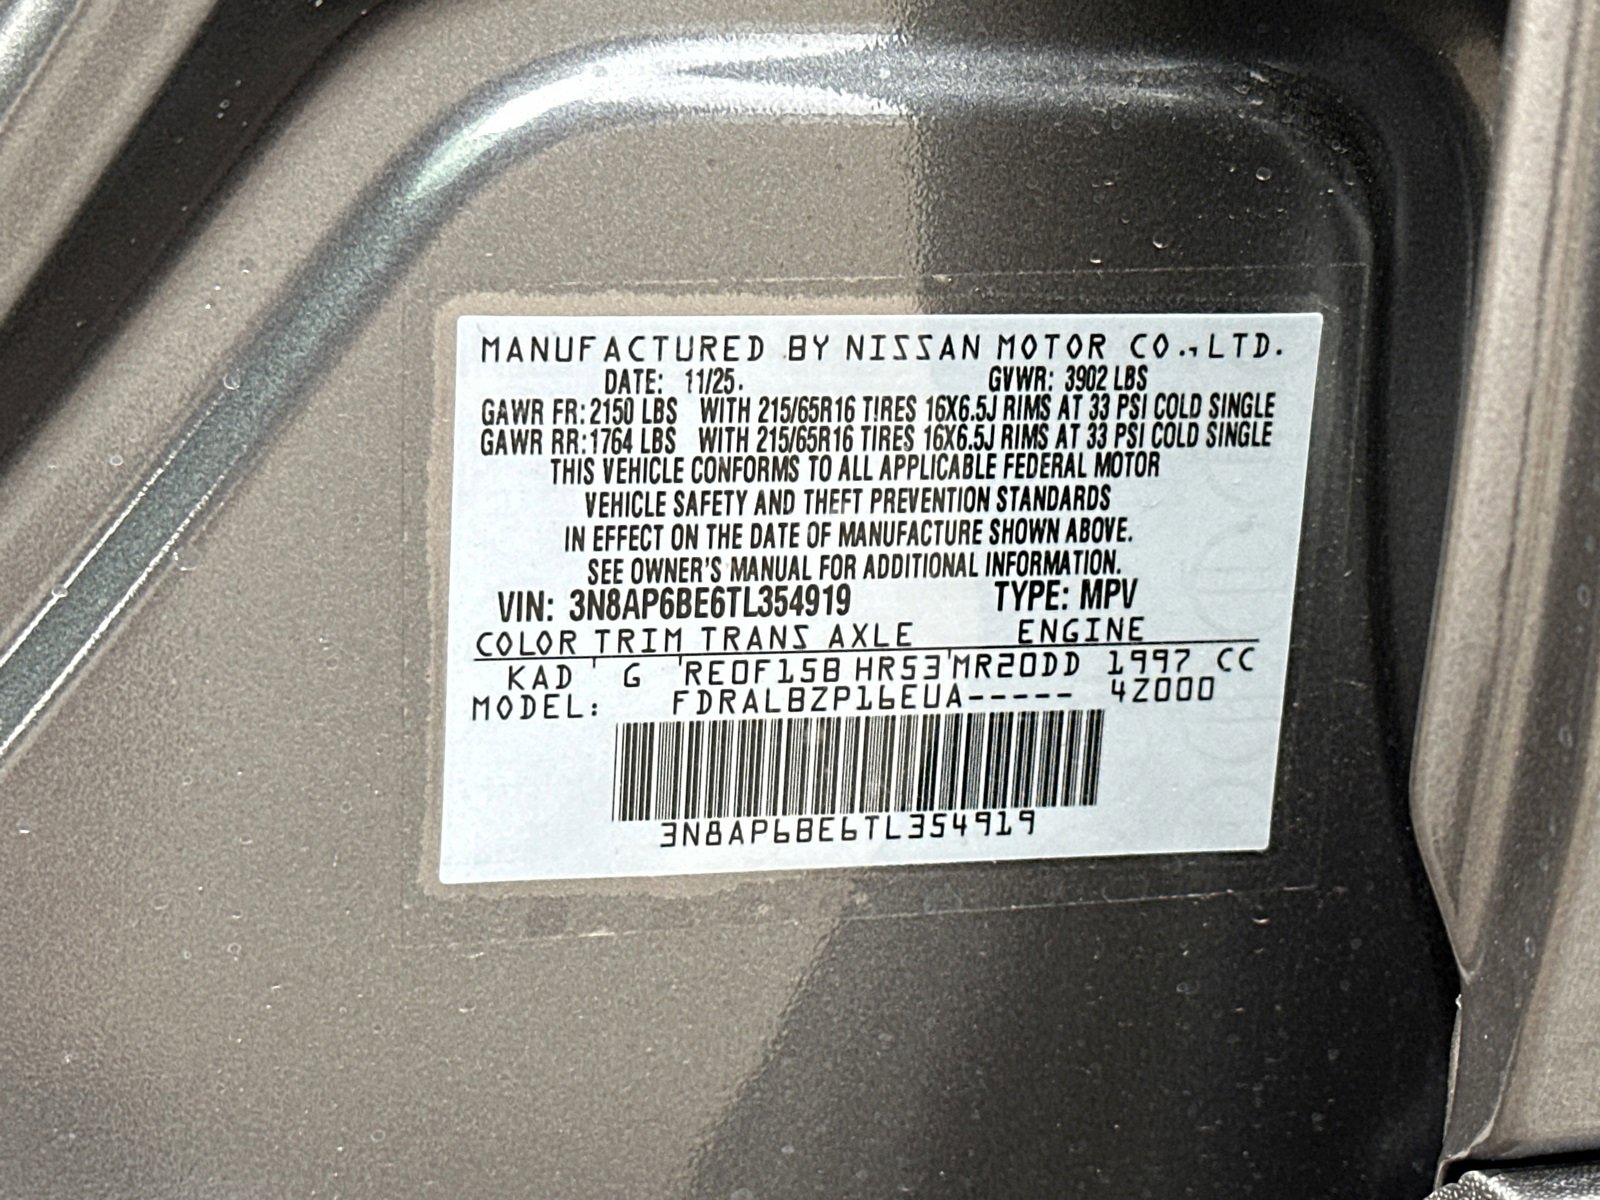 MANUFACTURED BY NISSAN MOTOR CO.,LTD.
DATE: 11/25. GVWR: 3902 LBS
GAWR FR: 2150 LBS WITH 215/65R16 TIRES 16X6.5J RIMS AT 33 PSI COLD SINGLE
GAWR RR: 1764 LBS WITH 215/65R16 TIRES 16X6.5J RIMS AT 33 PSI COLD SINGLE
THIS VEHICLE CONFORMS TO ALL APPLICABLE FEDERAL MOTOR
VEHICLE SAFETY AND THEFT PREVENTION STANDARDS
IN EFFECT ON THE DATE OF MANUFACTURE SHOWN ABOVE.
SEE OWNER'S MANUAL FOR ADDITIONAL INFORMATION.
VIN: 3N8AP6BE6TL354919 TYPE: MPV
COLOR TRIM TRANS AXLE ENGINE
KAD G RE0F15B HR53 MR20DD 1997 CC
MODEL: FDRALBZP16EUA----- 4Z000
3N8AP6BE6TL354919